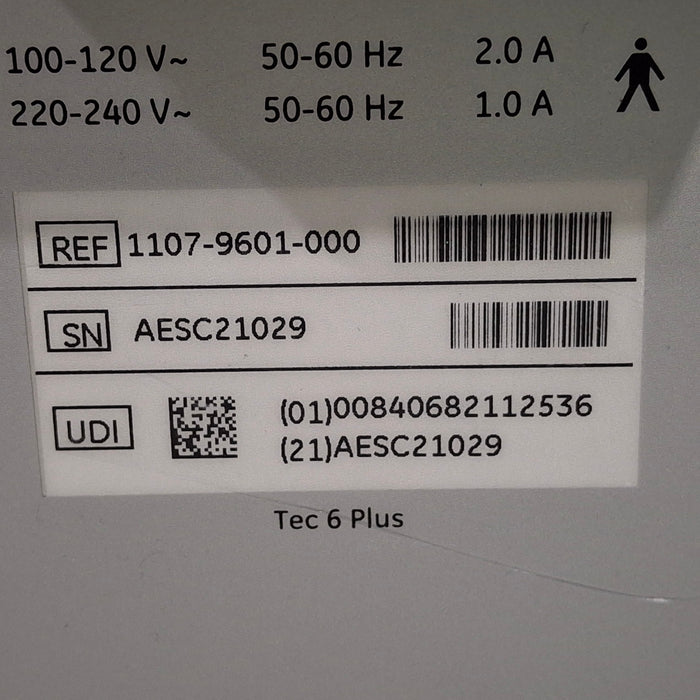 100-120 V~ 50-60 Hz 2.0 A
220-240 V~ 50-60 Hz 1.0 A
REF 1107-9601-000
SN AESC21029
UDI (01)00840682112536
(21)AESC21029
Tec 6 Plus